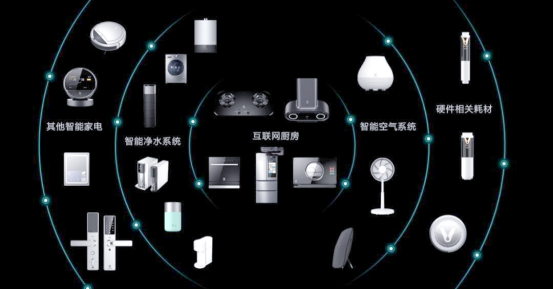 其他智能家电
智能净水系统
互联网厨房
智能空气系统
硬件相关耗材